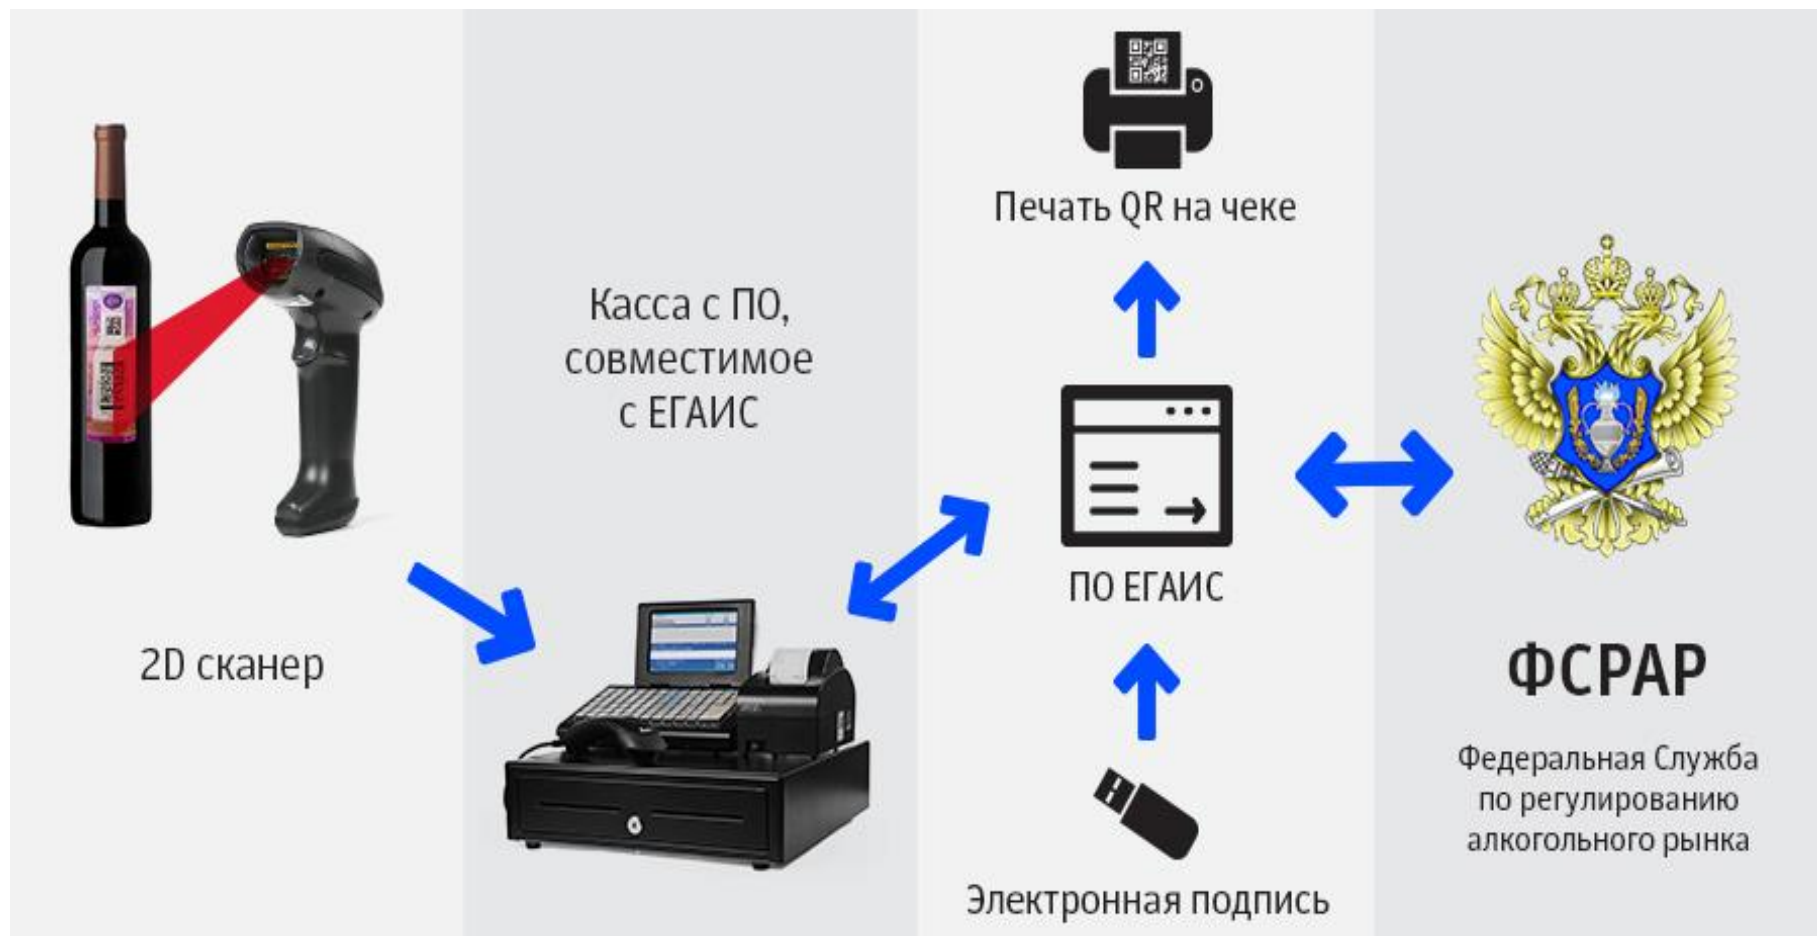 2D сканер
Касса с ПО,
совместимое
с ЕГАИС
Печать QR на чеке
ПО ЕГАИС
Электронная подпись
ФСРАР
Федеральная Служба
по регулированию
алкогольного рынка